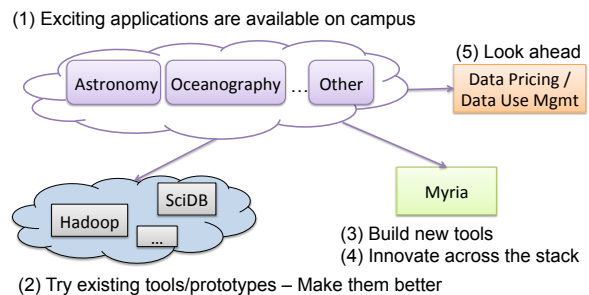 (1) Exciting applications are available on campus
(5) Look ahead
Astronomy
Oceanography
...
Other
Data Pricing /
Data Use Mgmt
SciDB
Hadoop
...
Myria
(3) Build new tools
(4) Innovate across the stack
(2) Try existing tools/prototypes – Make them better